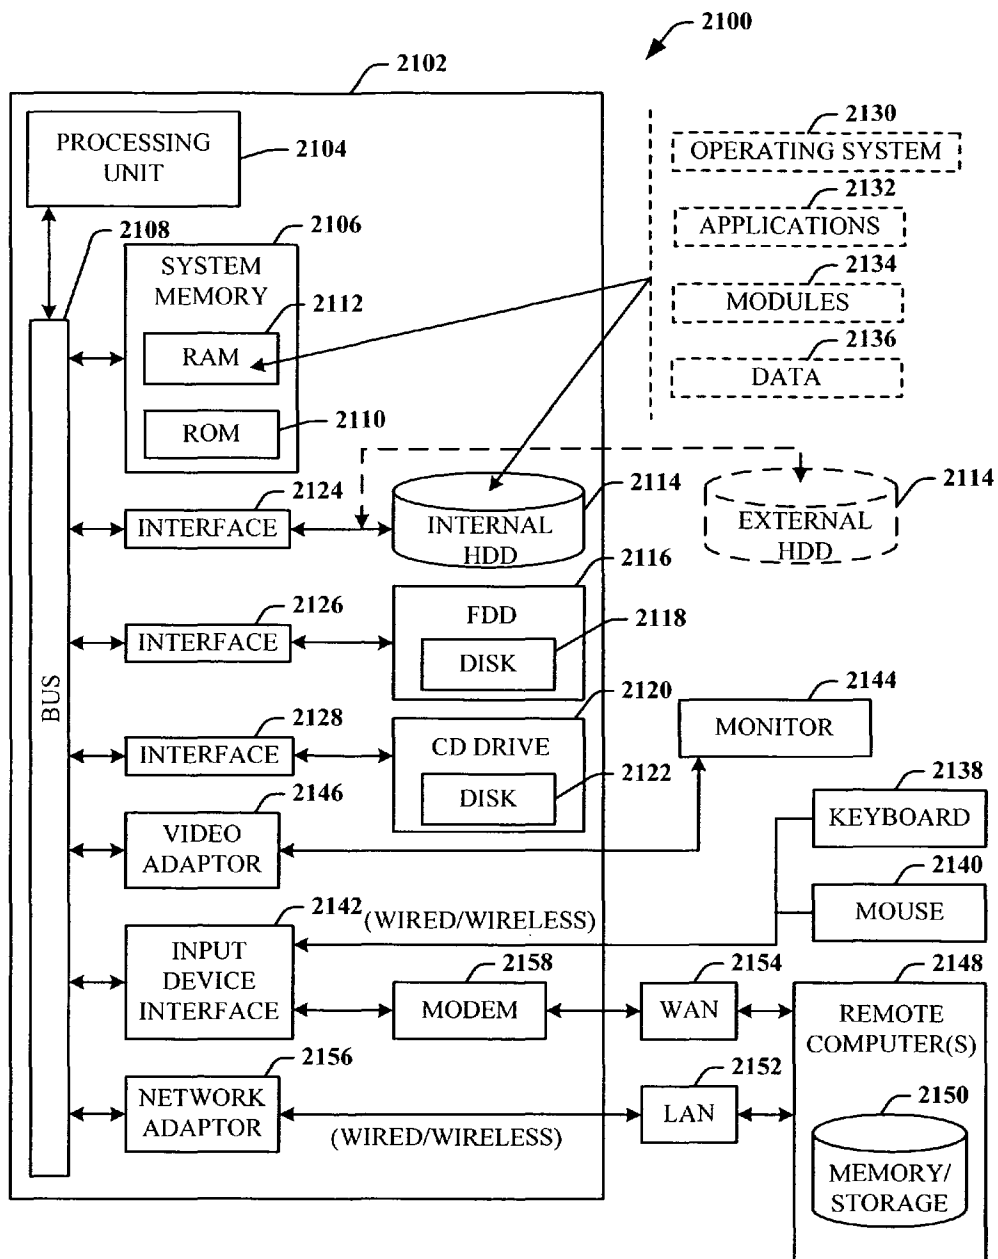 2100
2102
PROCESSING
UNIT
2104
2130
OPERATING SYSTEM
2108
2106
SYSTEM
MEMORY
2132
APPLICATIONS
2112
RAM
2134
MODULES
2110
ROM
2136
DATA
2124
INTERFACE
2114
INTERNAL
HDD
2114
EXTERNAL
HDD
2126
INTERFACE
2116
FDD
2118
DISK
BUS
2128
INTERFACE
2120
CD DRIVE
2122
DISK
2144
MONITOR
2146
VIDEO
ADAPTOR
2138
KEYBOARD
2140
MOUSE
2142
INPUT
DEVICE
INTERFACE
(WIRED/WIRELESS)
2158
MODEM
2154
WAN
2148
REMOTE
COMPUTER(S)
2156
NETWORK
ADAPTOR
(WIRED/WIRELESS)
2152
LAN
2150
MEMORY/
STORAGE